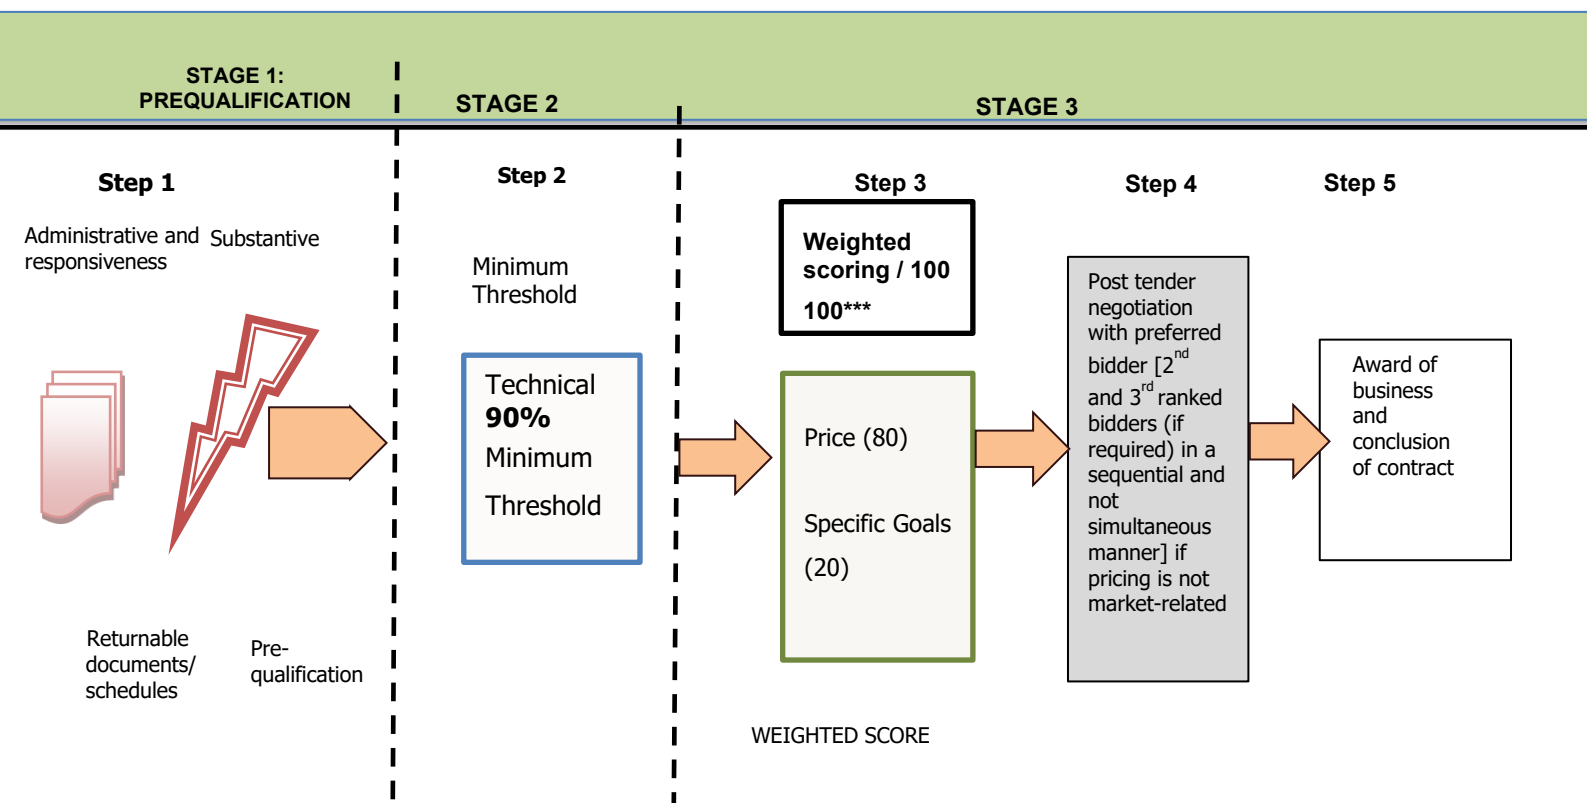 STAGE 1:
PREQUALIFICATION
STAGE 2
STAGE 3
Step 1
Administrative and
responsiveness
Substantive
Returnable
documents/
schedules
Pre-
qualification
Step 2
Minimum
Threshold
Technical
90%
Minimum
Threshold
Step 3
Weighted
scoring / 100
100***
Price (80)
Specific Goals
(20)
WEIGHTED SCORE
Step 4
Post tender
negotiation
with preferred
bidder [2nd
and 3rd ranked
bidders (if
required) in a
sequential and
not
simultaneous
manner] if
pricing is not
market-related
Step 5
Award of
business
and
conclusion
of contract